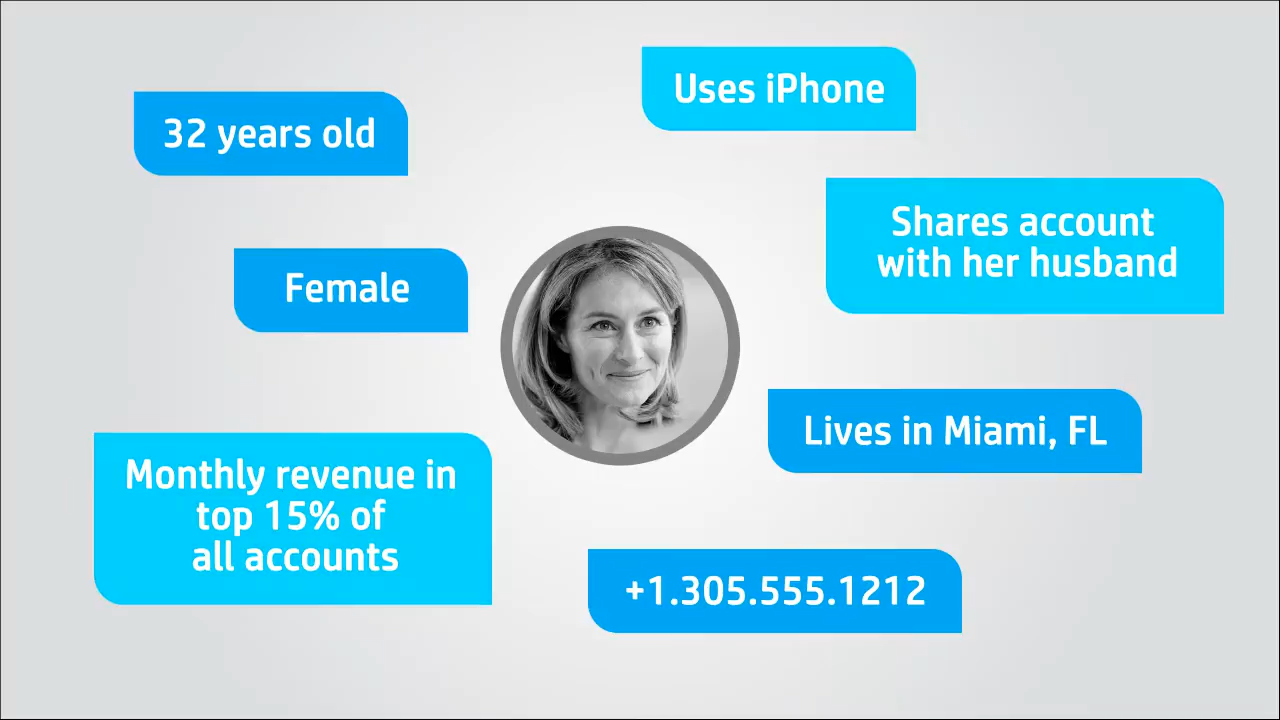 Uses iPhone
32 years old
Shares account
with her husband
Female
Lives in Miami, FL
Monthly revenue in
top 15% of
all accounts
+1.305.555.1212